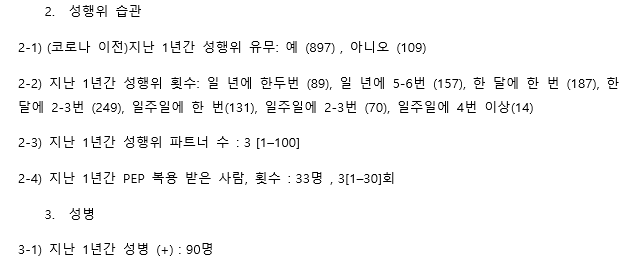 2. 성행위 습관
2-1) (코로나 이전)지난 1년간 성행위 유무: 예 (897) , 아니오 (109)
2-2) 지난 1년간 성행위 횟수: 일 년에 한두번 (89), 일 년에 5-6번 (157), 한 달에 한 번 (187), 한
달에 2-3번 (249), 일주일에 한 번(131), 일주일에 2-3번 (70), 일주일에 4번 이상(14)
2-3) 지난 1년간 성행위 파트너 수 : 3 [1–100]
2-4) 지난 1년간 PEP 복용 받은 사람, 횟수 : 33명 , 3[1–30]회
3. 성병
3-1) 지난 1년간 성병 (+) : 90명